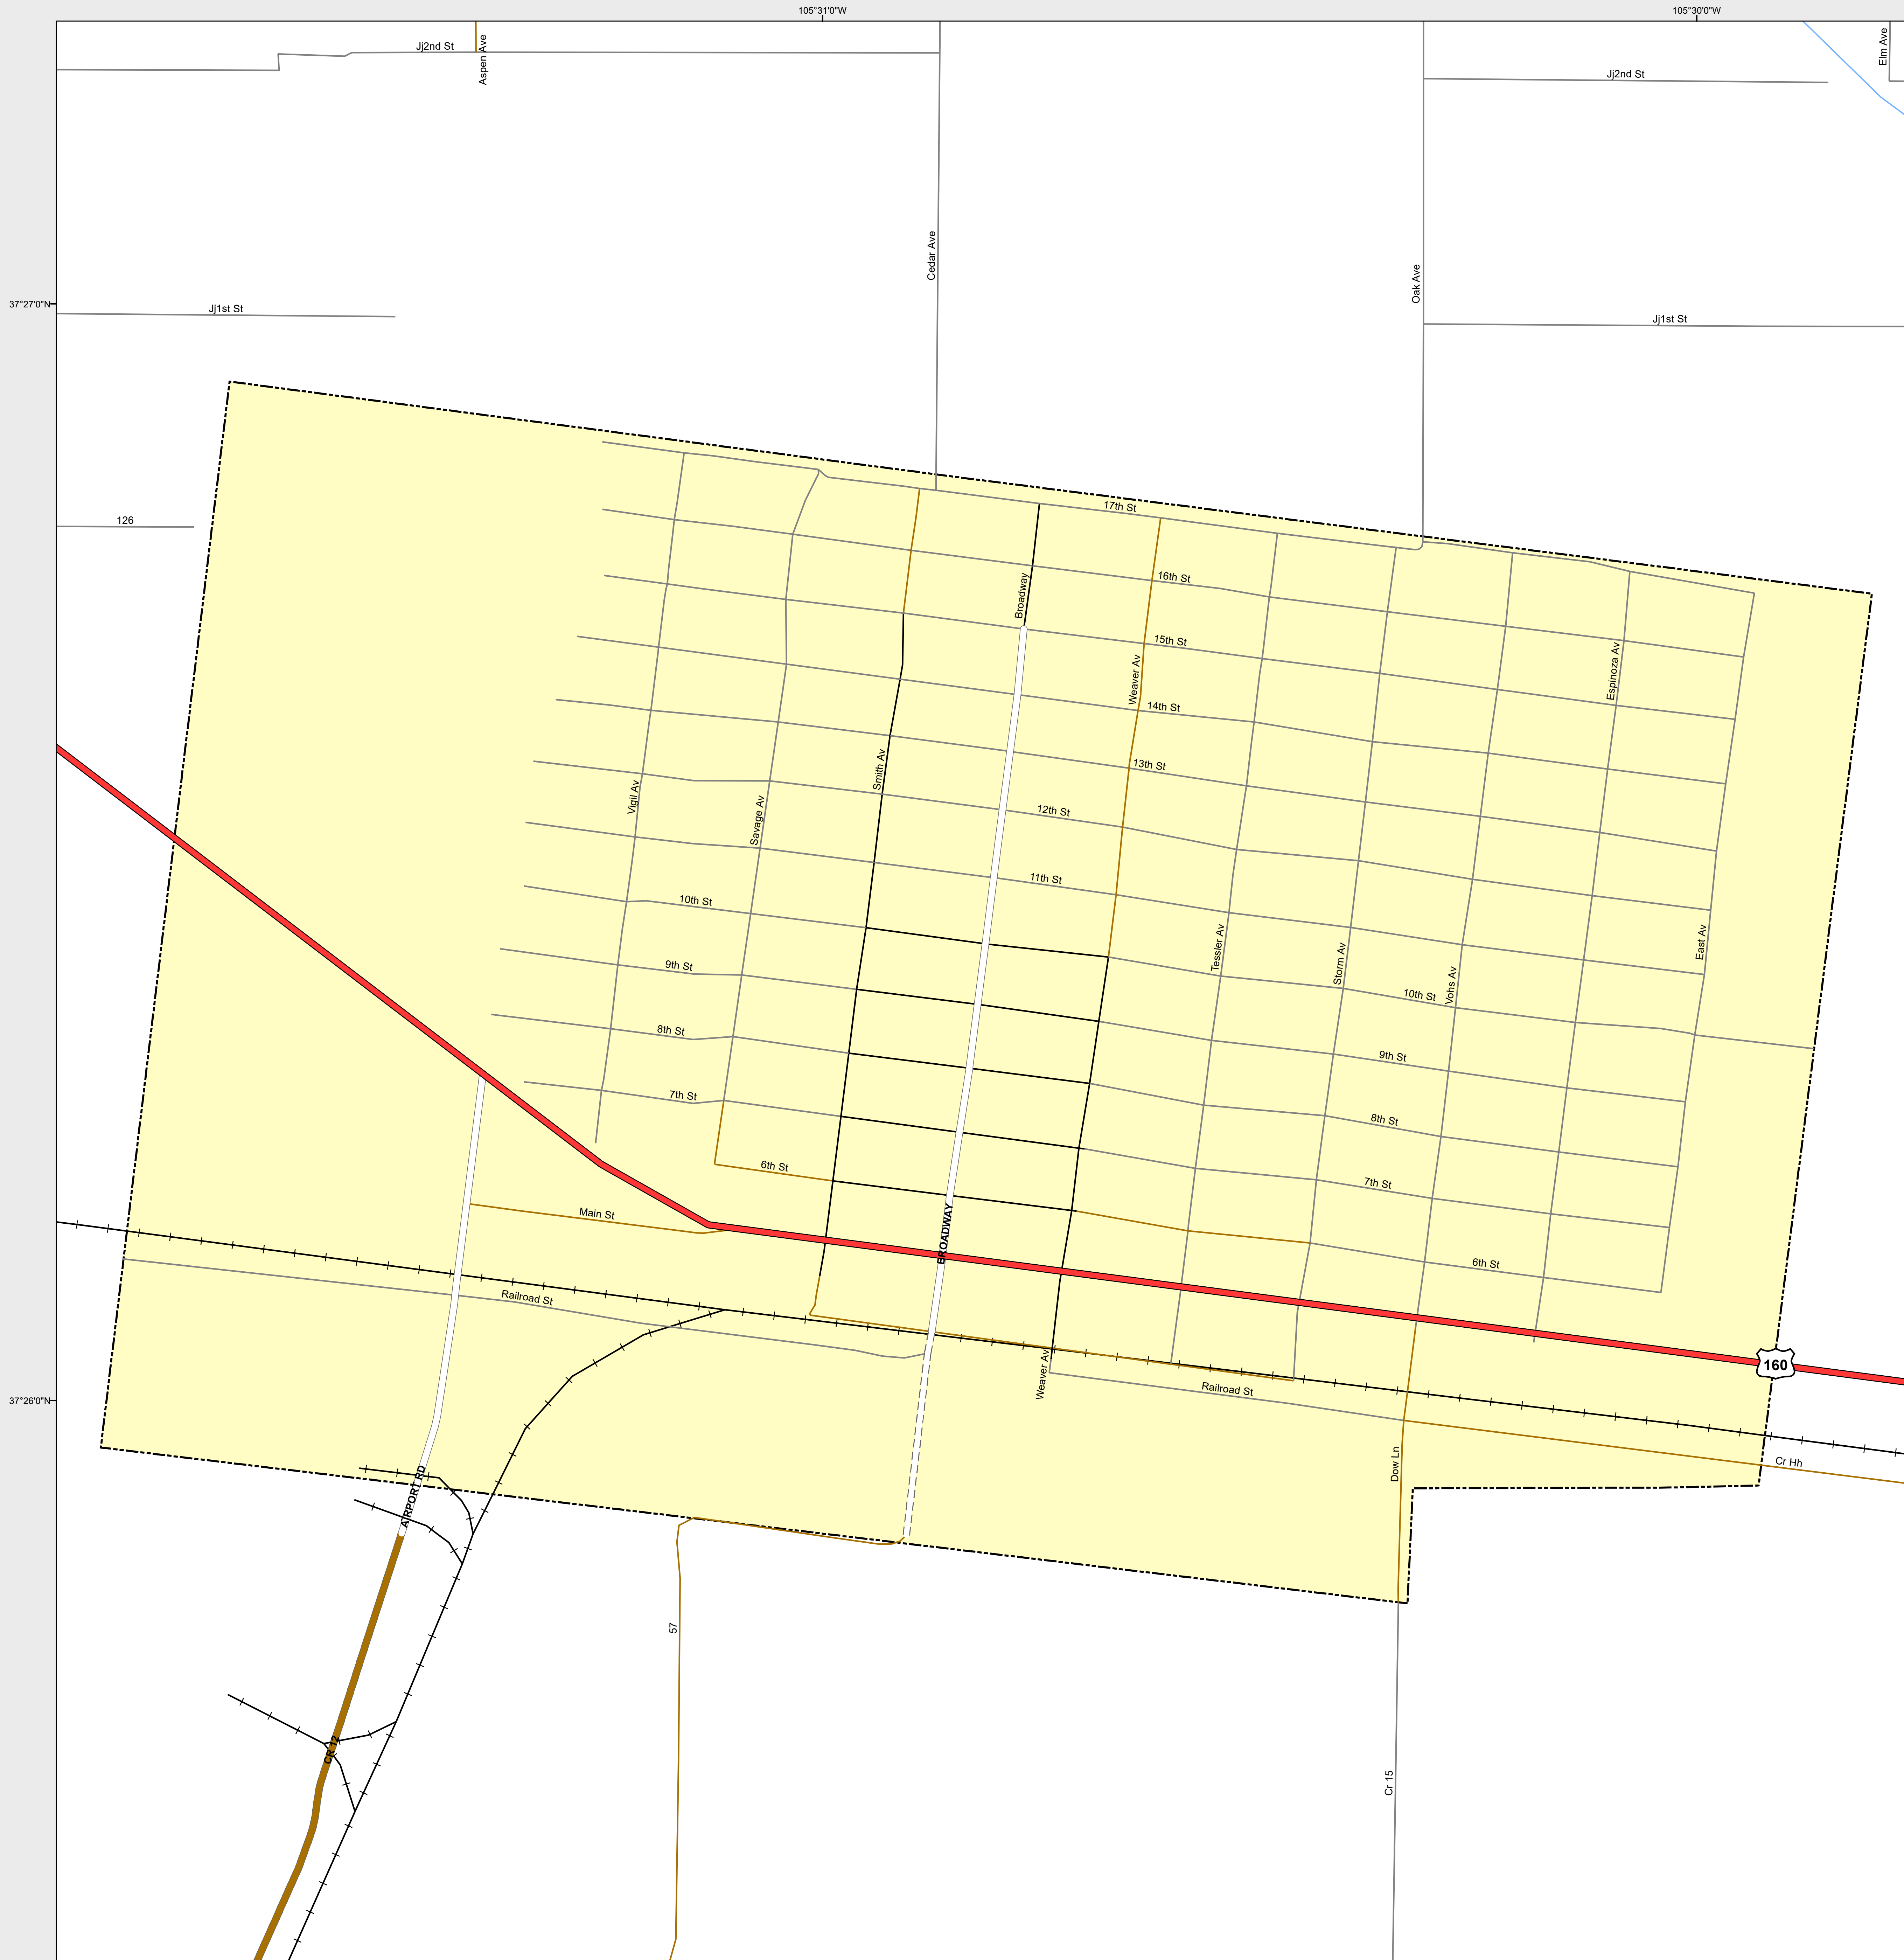 105°31'0"W
105°30'0"W
Jj2nd St
Aspen Ave
Elm Ave
Jj2nd St
Cedar Ave
Oak Ave
37°27'0"N
Jj1st St
Jj1st St
126
17th St
16th St
Broadway
15th St
Weaver Av
Espinoza Av
14th St
Smith Av
13th St
Vigil Av
Savage Av
12th St
11th St
10th St
Tessler Av
Storm Av
East Av
9th St
Vohs Av
10th St
8th St
9th St
7th St
8th St
6th St
7th St
Main St
BROADWAY
6th St
Railroad St
160
Weaver Av
Railroad St
37°26'0"N
Dow Ln
Cr Hh
AIRPORT RD
57
CR 12
Cr 15